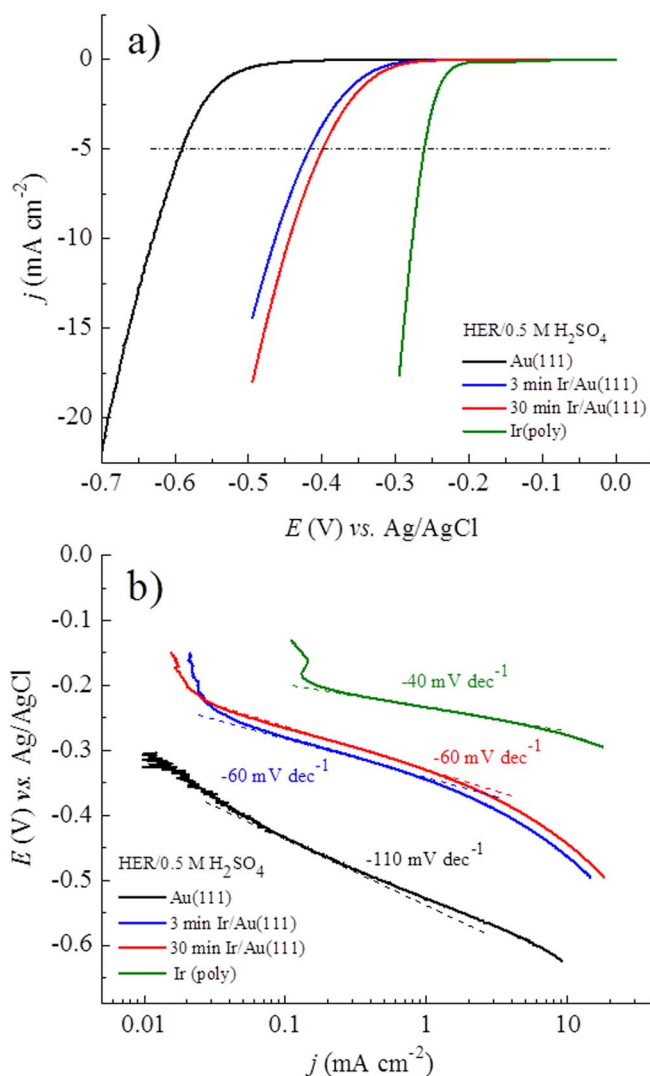 a)
0
-5
-10
-15
-20
j (mA cm⁻²)
HER/0.5 M H₂SO₄
Au(111)
3 min Ir/Au(111)
30 min Ir/Au(111)
Ir(poly)
-0.7 -0.6 -0.5 -0.4 -0.3 -0.2 -0.1 0.0
E (V) vs. Ag/AgCl
b)
0.0
-0.1
-0.2
-0.3
-0.4
-0.5
-0.6
E (V) vs. Ag/AgCl
-40 mV dec⁻¹
-60 mV dec⁻¹
-60 mV dec⁻¹
-110 mV dec⁻¹
HER/0.5 M H₂SO₄
Au(111)
3 min Ir/Au(111)
30 min Ir/Au(111)
Ir (poly)
0.01 0.1 1 10
j (mA cm⁻²)